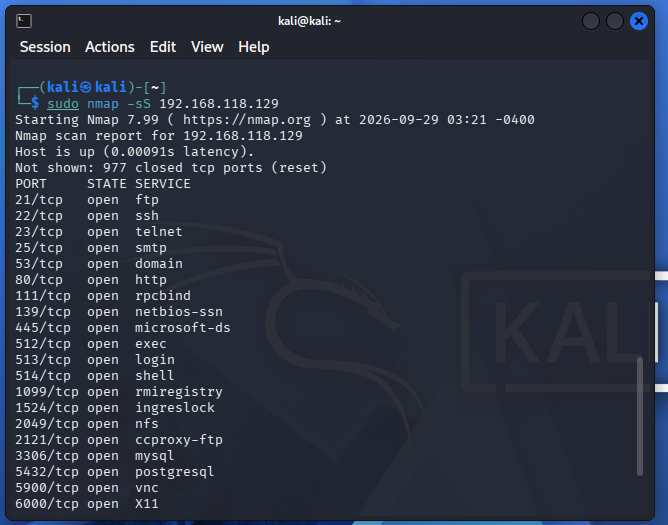 kali@kali: ~
Session Actions Edit View Help
┌──(kali㉿kali)-[~]
└─$ sudo nmap -sS 192.168.118.129
Starting Nmap 7.99 ( https://nmap.org ) at 2026-09-29 03:21 -0400
Nmap scan report for 192.168.118.129
Host is up (0.00091s latency).
Not shown: 977 closed tcp ports (reset)
PORT     STATE SERVICE
21/tcp   open  ftp
22/tcp   open  ssh
23/tcp   open  telnet
25/tcp   open  smtp
53/tcp   open  domain
80/tcp   open  http
111/tcp  open  rpcbind
139/tcp  open  netbios-ssn
445/tcp  open  microsoft-ds
512/tcp  open  exec
513/tcp  open  login
514/tcp  open  shell
1099/tcp open  rmiregistry
1524/tcp open  ingreslock
2049/tcp open  nfs
2121/tcp open  ccproxy-ftp
3306/tcp open  mysql
5432/tcp open  postgresql
5900/tcp open  vnc
6000/tcp open  X11
KALI